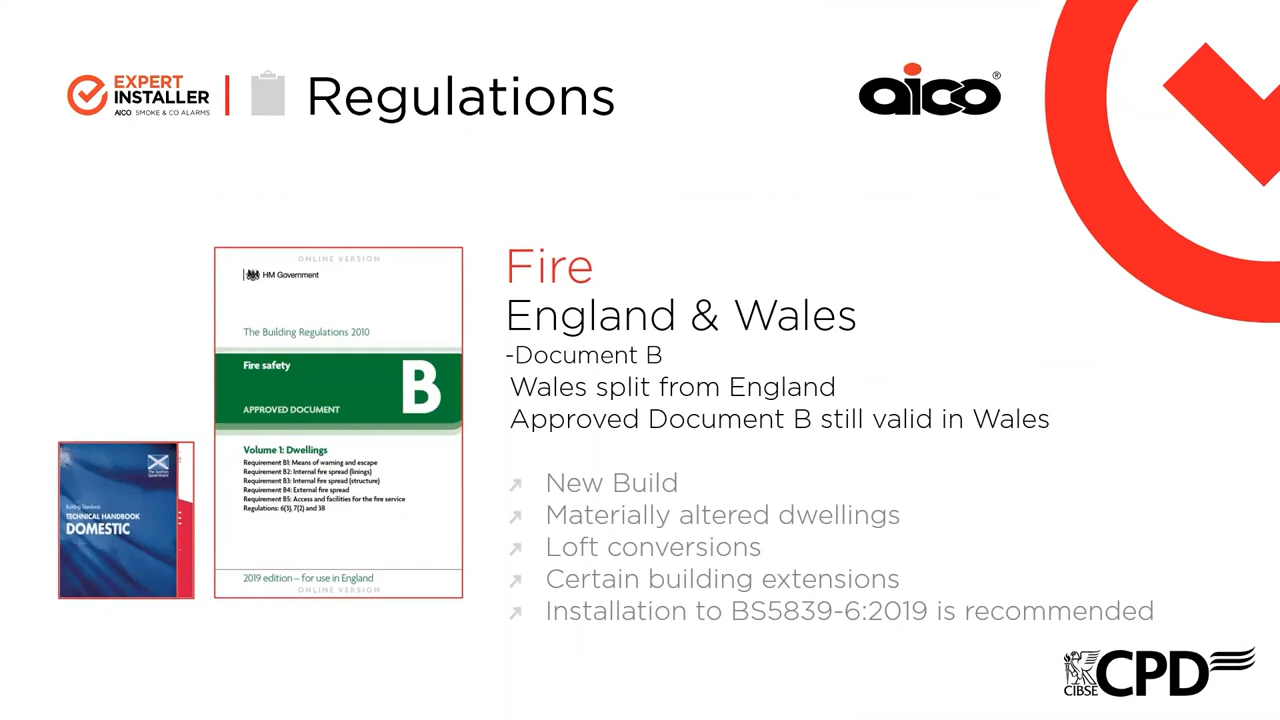 EXPERT
INSTALLER
AICO SMOKE & CO ALARMS
Regulations
aico®
ONLINE VERSION
HM Government
The Building Regulations 2010
Fire safety
B
APPROVED DOCUMENT
Volume 1: Dwellings
Requirement B1: Means of warning and escape
Requirement B2: Internal fire spread (linings)
Requirement B3: Internal fire spread (structure)
Requirement B4: External fire spread
Requirement B5: Access and facilities for the fire service
Regulations: 6(3), 7(2) and 38
2019 edition – for use in England
ONLINE VERSION
The Scottish
Government
Building Standards
TECHNICAL HANDBOOK
DOMESTIC
Fire
England & Wales
-Document B
Wales split from England
Approved Document B still valid in Wales
New Build
Materially altered dwellings
Loft conversions
Certain building extensions
Installation to BS5839-6:2019 is recommended
CIBSE CPD